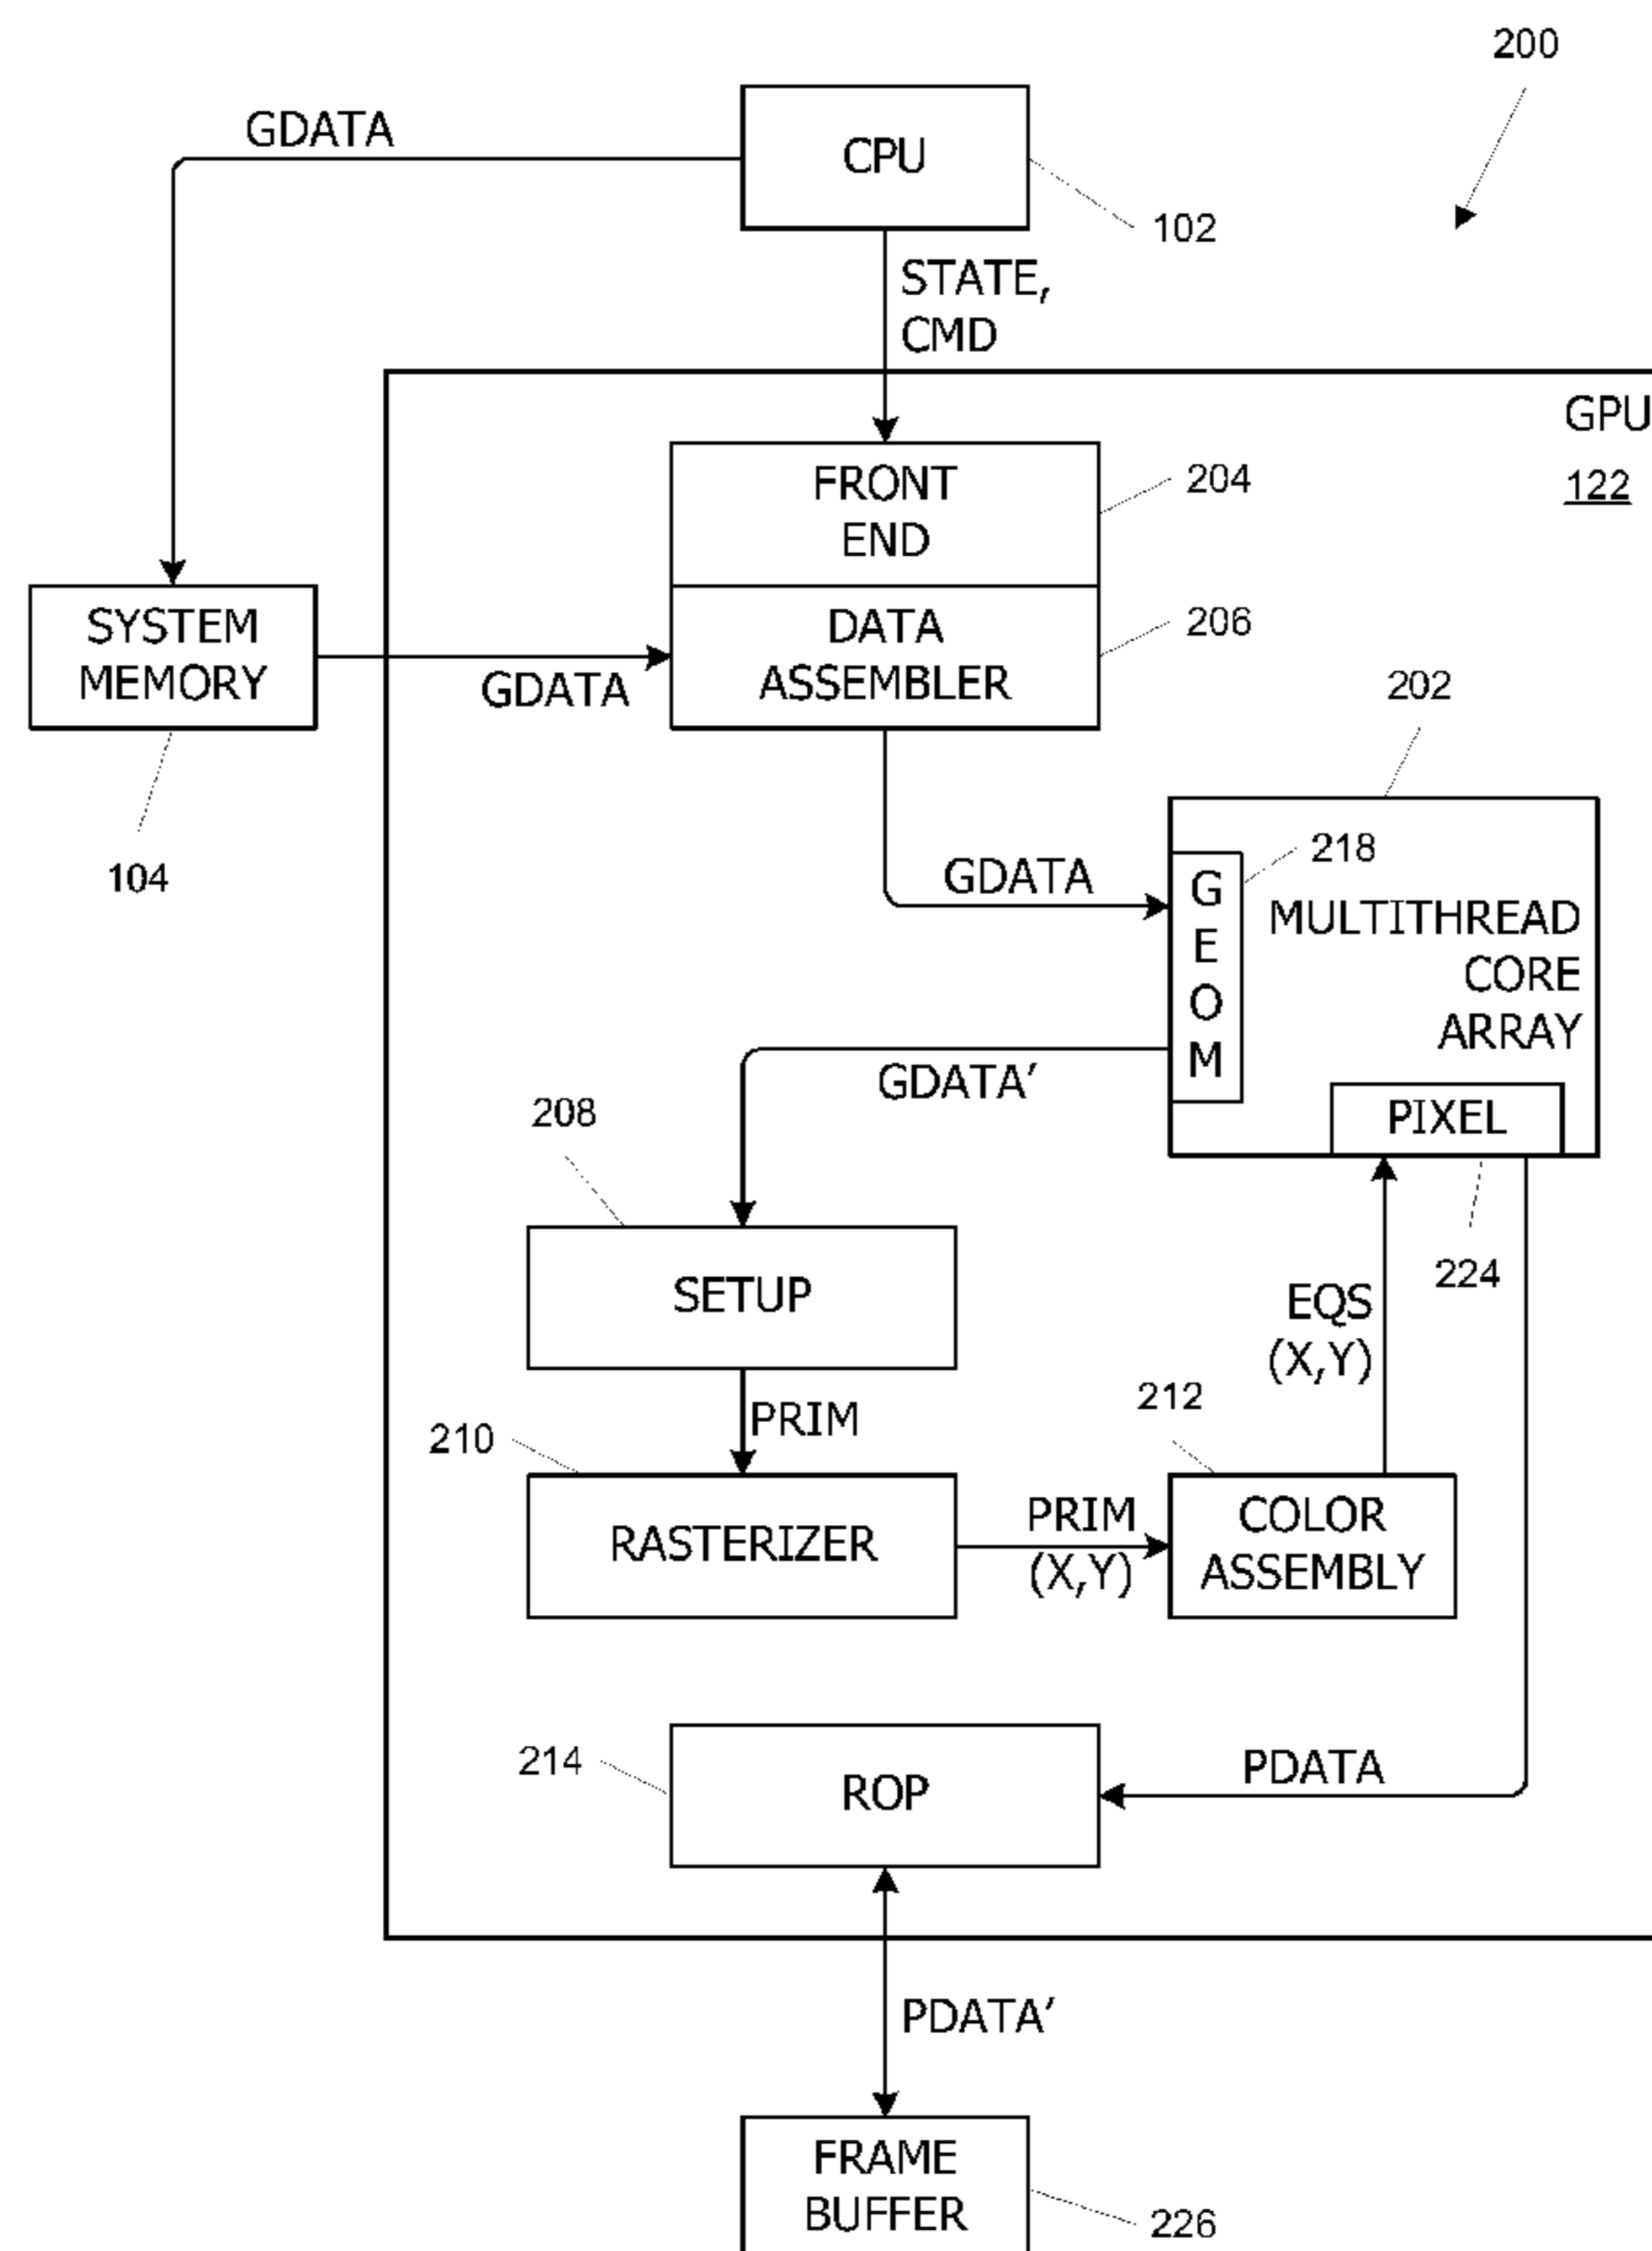 200
GDATA
CPU
102
STATE,
CMD
GPU
122
FRONT
END
204
SYSTEM
MEMORY
104
GDATA
DATA
ASSEMBLER
206
202
GDATA
GEOM
218
MULTITHREAD
CORE
ARRAY
GDATA’
PIXEL
224
208
SETUP
EQS
(X,Y)
PRIM
210
RASTERIZER
PRIM
(X,Y)
212
COLOR
ASSEMBLY
214
ROP
PDATA
PDATA’
FRAME
BUFFER
226